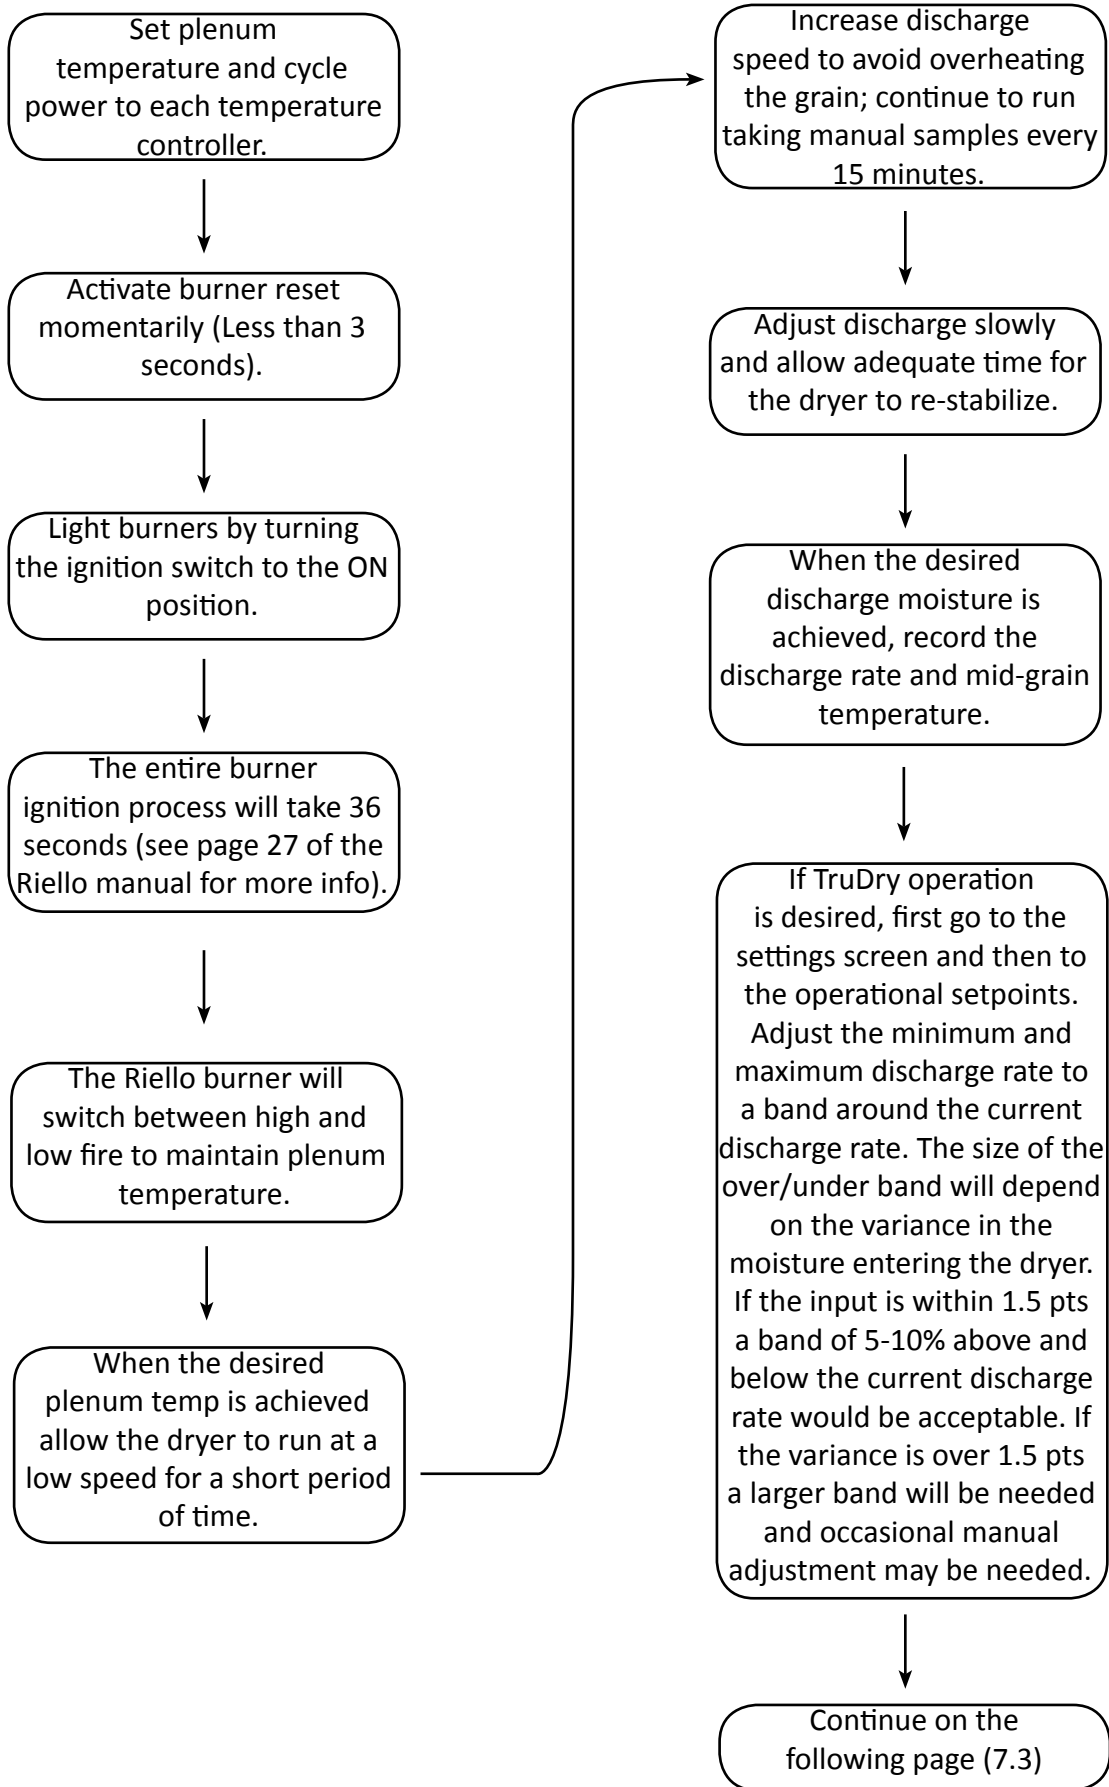 Set plenum
temperature and cycle
power to each temperature
controller.
Activate burner reset
momentarily (Less than 3
seconds).
Light burners by turning
the ignition switch to the ON
position.
The entire burner
ignition process will take 36
seconds (see page 27 of the
Riello manual for more info).
The Riello burner will
switch between high and
low fire to maintain plenum
temperature.
When the desired
plenum temp is achieved
allow the dryer to run at a
low speed for a short period
of time.
Increase discharge
speed to avoid overheating
the grain; continue to run
taking manual samples every
15 minutes.
Adjust discharge slowly
and allow adequate time for
the dryer to re-stabilize.
When the desired
discharge moisture is
achieved, record the
discharge rate and mid-grain
temperature.
If TruDry operation
is desired, first go to the
settings screen and then to
the operational setpoints.
Adjust the minimum and
maximum discharge rate to
a band around the current
discharge rate. The size of the
over/under band will depend
on the variance in the
moisture entering the dryer.
If the input is within 1.5 pts
a band of 5-10% above and
below the current discharge
rate would be acceptable. If
the variance is over 1.5 pts
a larger band will be needed
and occasional manual
adjustment may be needed.
Continue on the
following page (7.3)